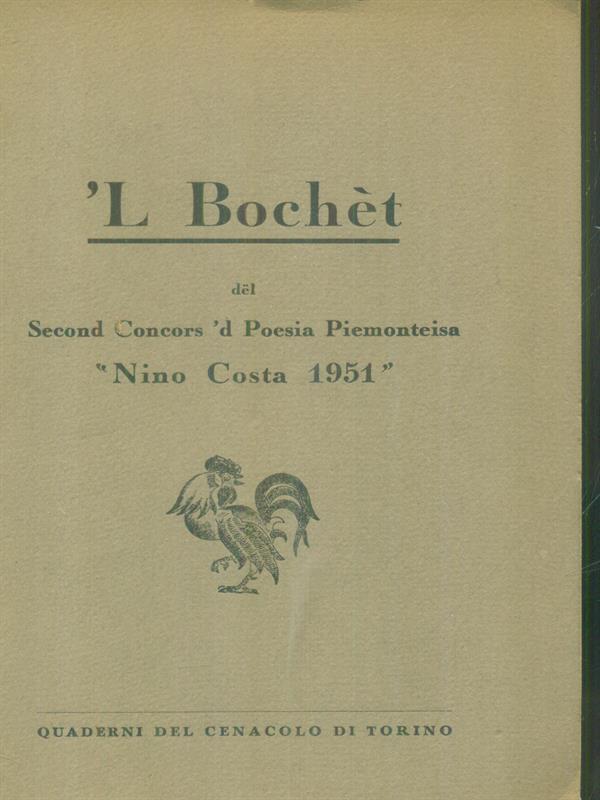 ’L Bochèt
dël
Second Concors ’d Poesia Piemonteisa
“Nino Costa 1951”
QUADERNI DEL CENACOLO DI TORINO